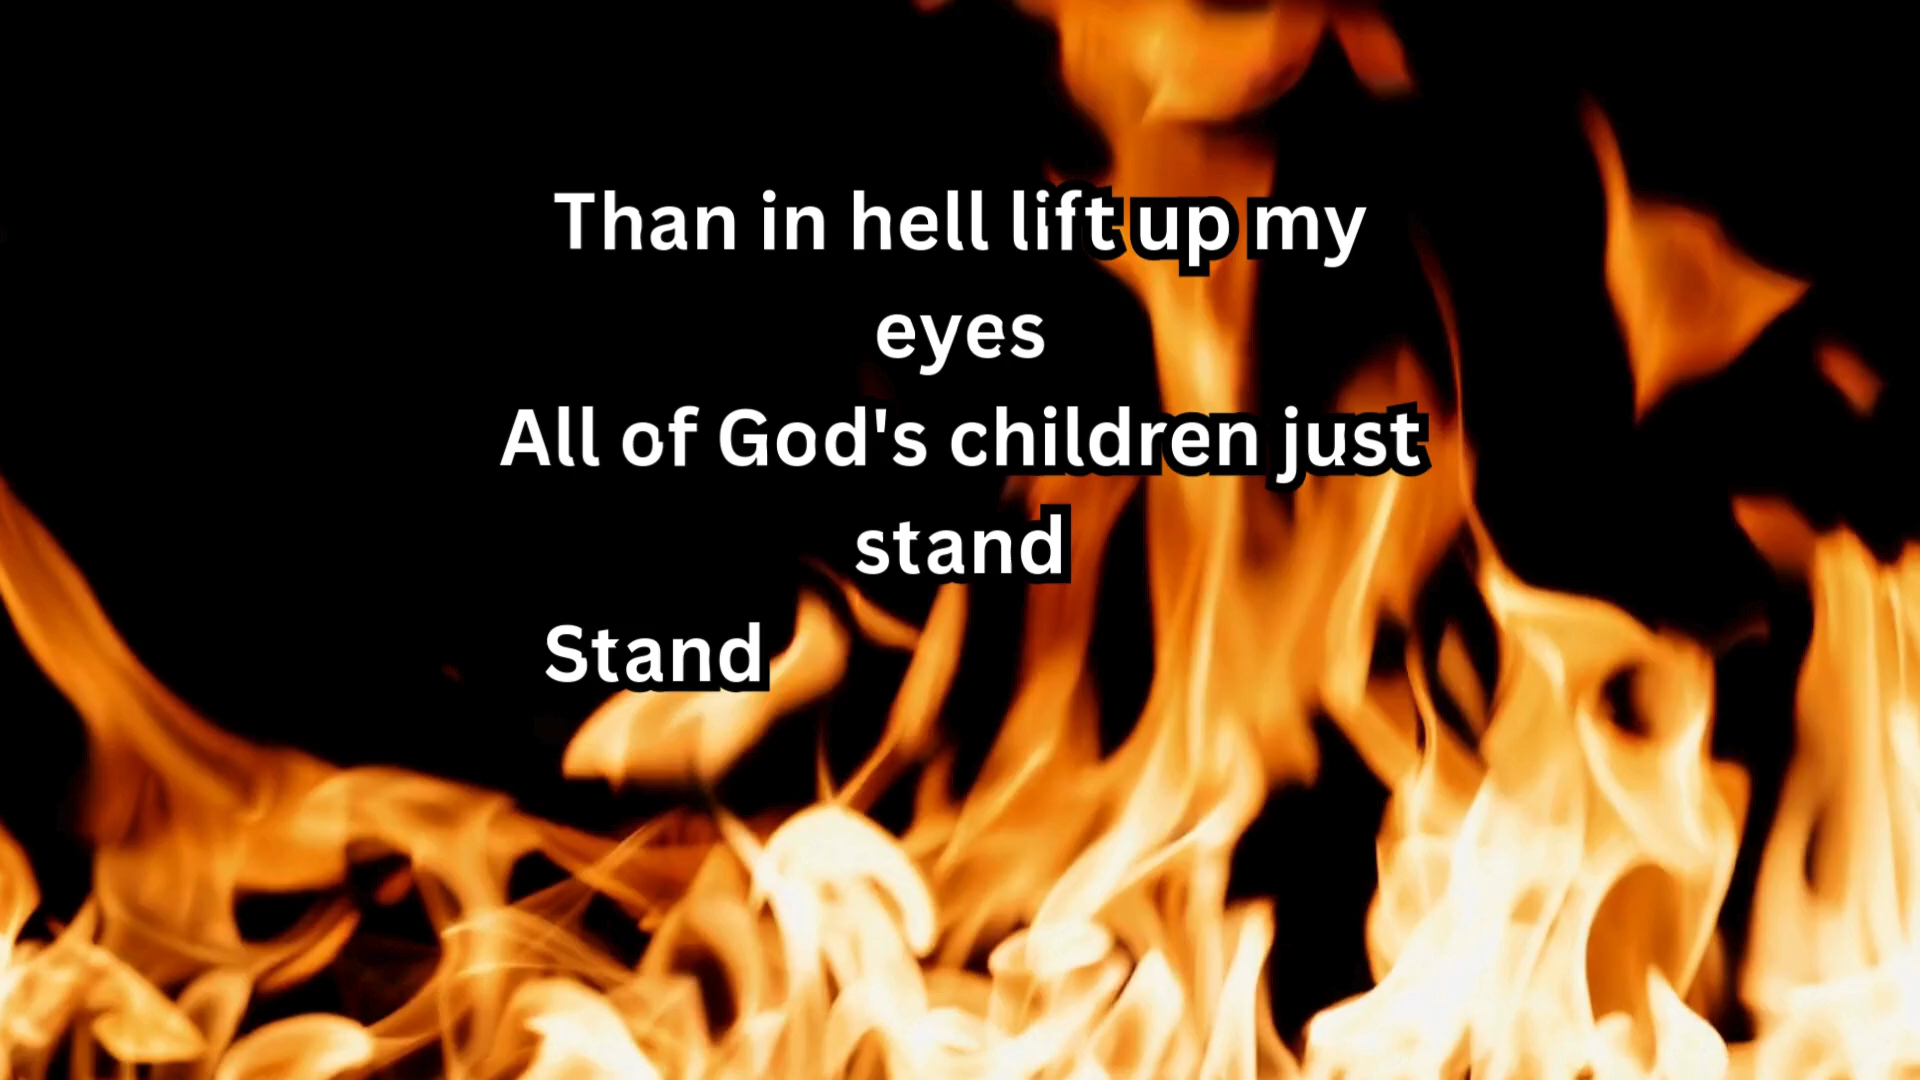 Than in hell lift up my
eyes
All of God's children just
stand
Stand